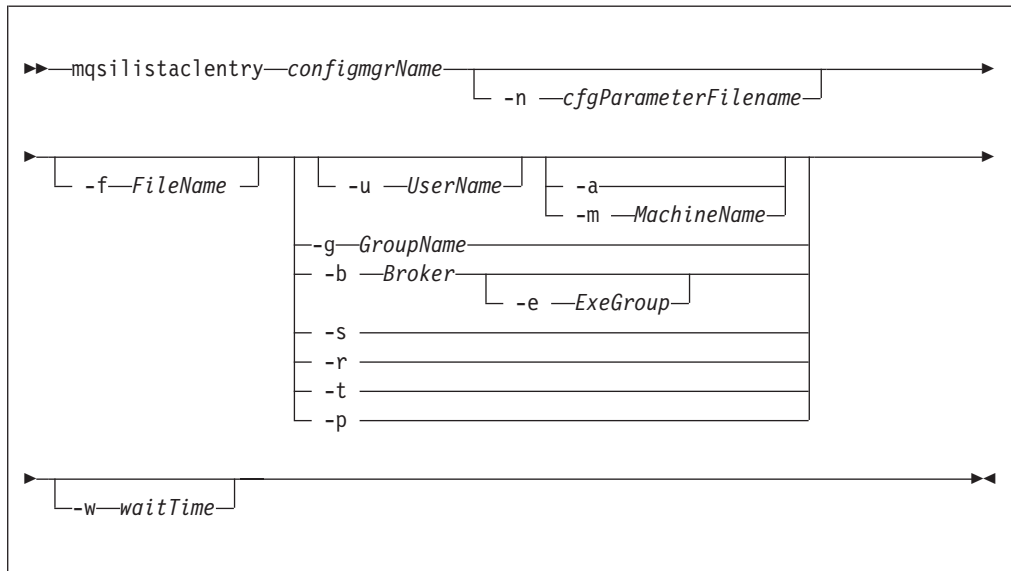 mqsilistaclentry configmgrName
-n cfgParameterFilename
-f FileName
-u UserName
-a
-m MachineName
-g GroupName
-b Broker
-e ExeGroup
-s
-r
-t
-p
-w waitTime